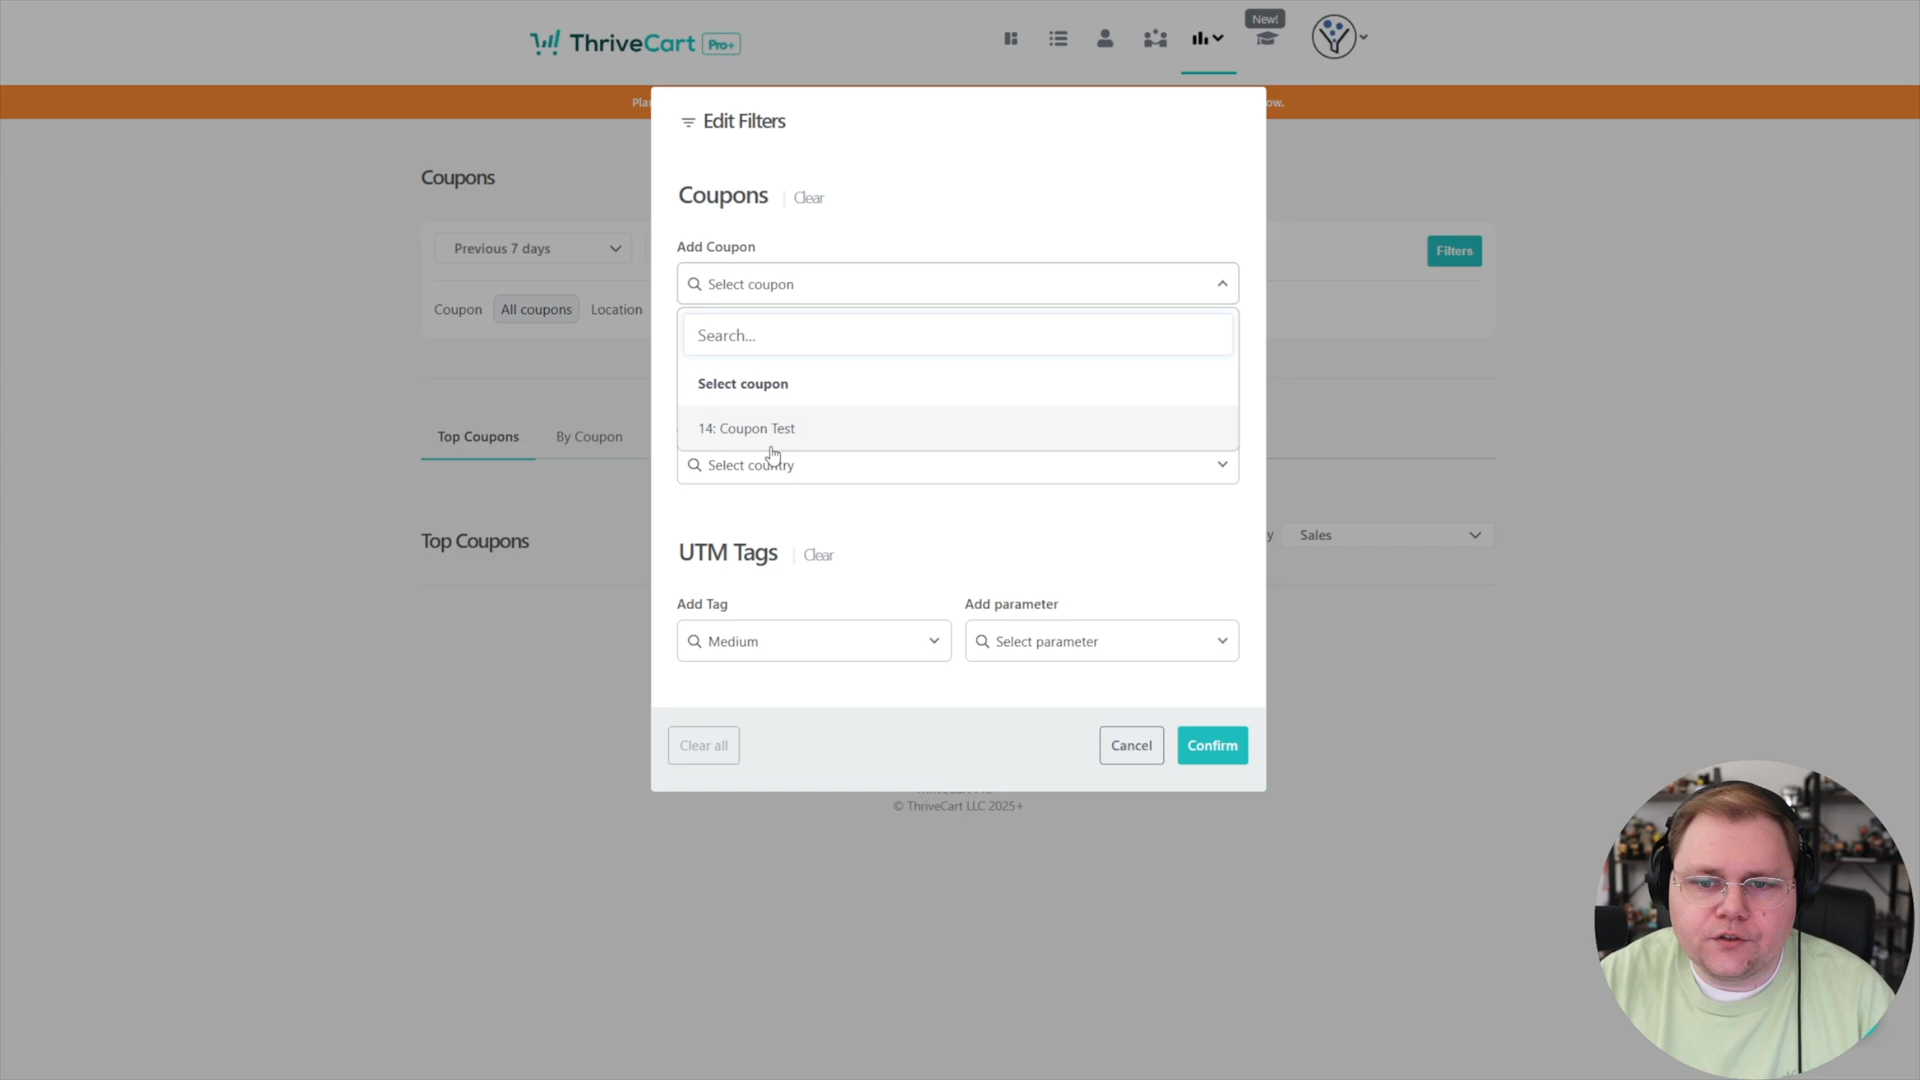 ThriveCart Pro+
New!
Plan
ow.
Edit Filters
Coupons
Coupons | Clear
Add Coupon
Previous 7 days
Filters
Select coupon
Coupon All coupons Location
Search...
Select coupon
14: Coupon Test
Top Coupons By Coupon
Select country
Top Coupons
y Sales
UTM Tags | Clear
Add Tag Add parameter
Medium Select parameter
Clear all Cancel Confirm
© ThriveCart LLC 2025+